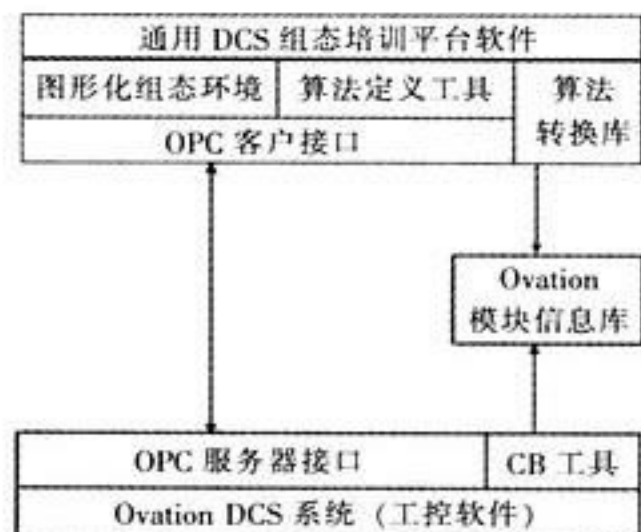 通用 DCS 组态培训平台软件
图形化组态环境
算法定义工具
算法
转换库
OPC 客户接口
Ovation
模块信息库
OPC 服务器接口
CB 工具
Ovation DCS 系统 (工控软件)